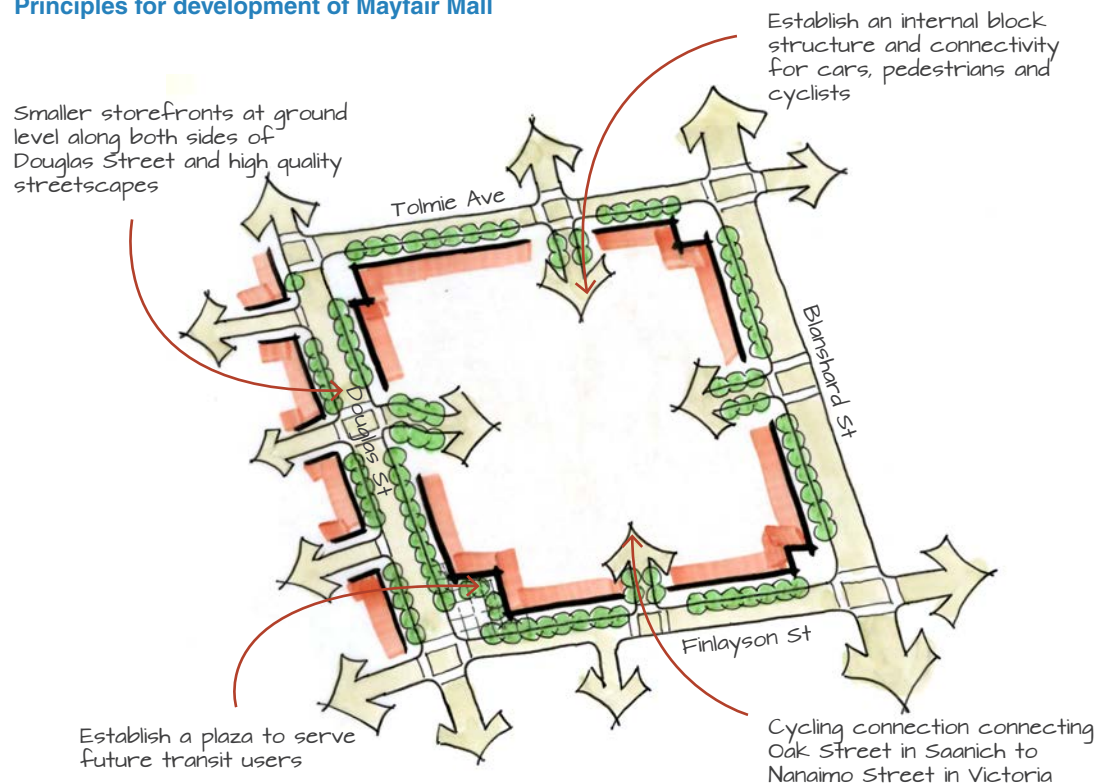 Principles for development of Mayfair Mall
Establish an internal block
structure and connectivity
for cars, pedestrians and
cyclists
Smaller storefronts at ground
level along both sides of
Douglas Street and high quality
streetscapes
Tolmie Ave
Blanshard St
Douglas St
Finlayson St
Establish a plaza to serve
future transit users
Cycling connection connecting
Oak Street in Saanich to
Nanaimo Street in Victoria